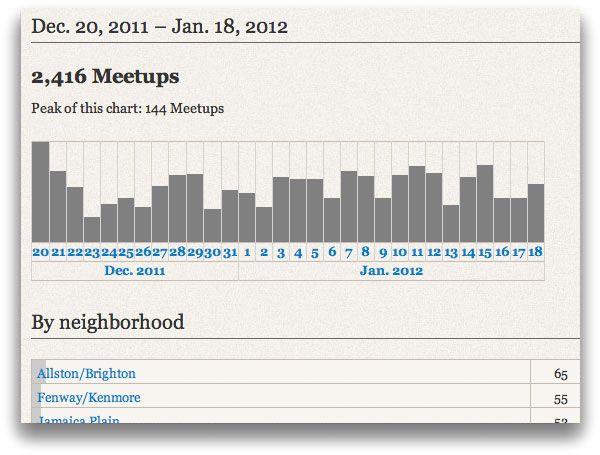 Dec. 20, 2011 – Jan. 18, 2012
2,416 Meetups
Peak of this chart: 144 Meetups
20 21 22 23 24 25 26 27 28 29 30 31 1 2 3 4 5 6 7 8 9 10 11 12 13 14 15 16 17 18
Dec. 2011 Jan. 2012
By neighborhood
Allston/Brighton 65
Fenway/Kenmore 55
Jamaica Plain 52